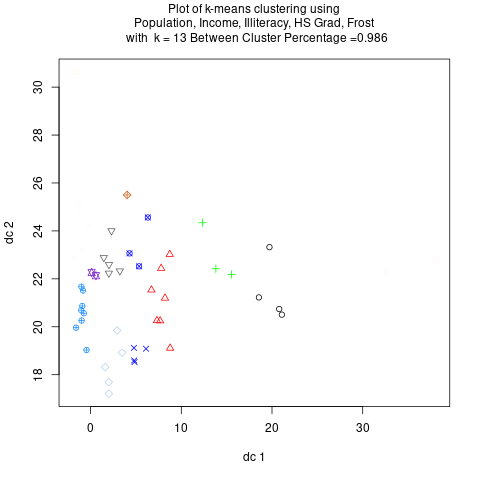 Plot of k-means clustering using
Population, Income, Illiteracy, HS Grad, Frost
with k = 13 Between Cluster Percentage =0.986
30
28
26
24
22
20
18
dc 2
0 10 20 30
dc 1